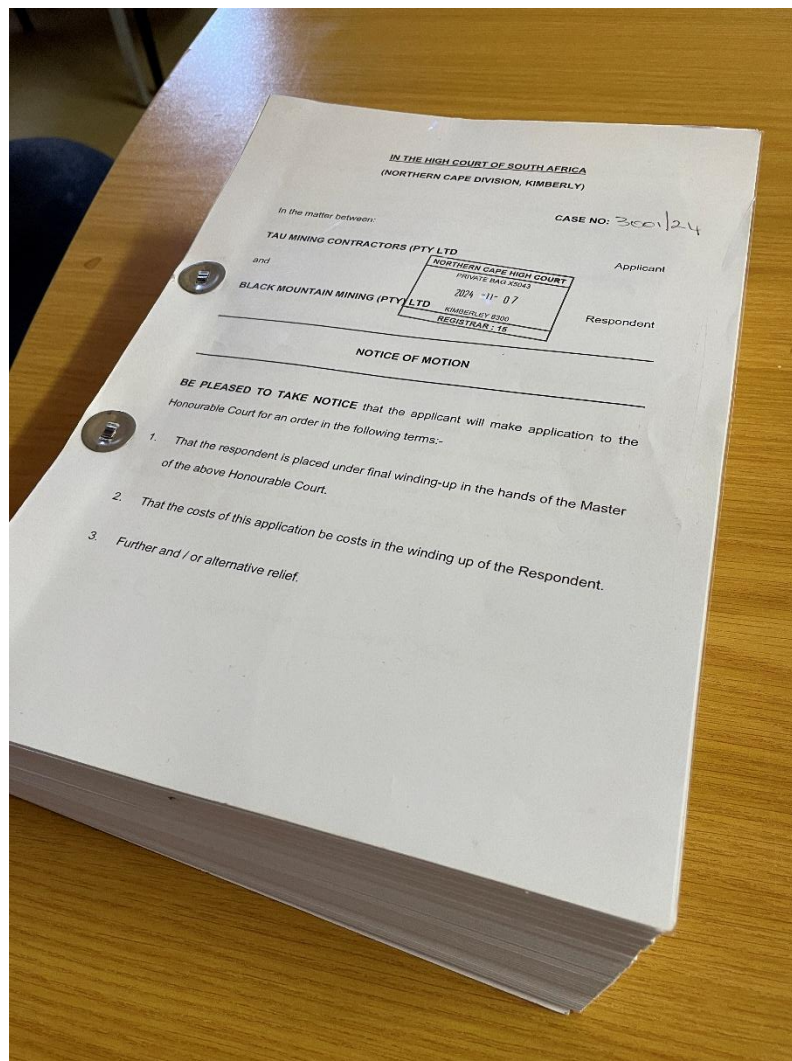 IN THE HIGH COURT OF SOUTH AFRICA
(NORTHERN CAPE DIVISION, KIMBERLY)
CASE NO: 3001/24
In the matter between:
TAU MINING CONTRACTORS (PTY LTD
Applicant
and
BLACK MOUNTAIN MINING (PTY) LTD
Respondent
NORTHERN CAPE HIGH COURT
PRIVATE BAG X5043
2024 -11- 07
KIMBERLEY 8300
REGISTRAR : 15
NOTICE OF MOTION
BE PLEASED TO TAKE NOTICE that the applicant will make application to the
Honourable Court for an order in the following terms:-
1. That the respondent is placed under final winding-up in the hands of the Master
of the above Honourable Court.
2. That the costs of this application be costs in the winding up of the Respondent.
3. Further and / or alternative relief.